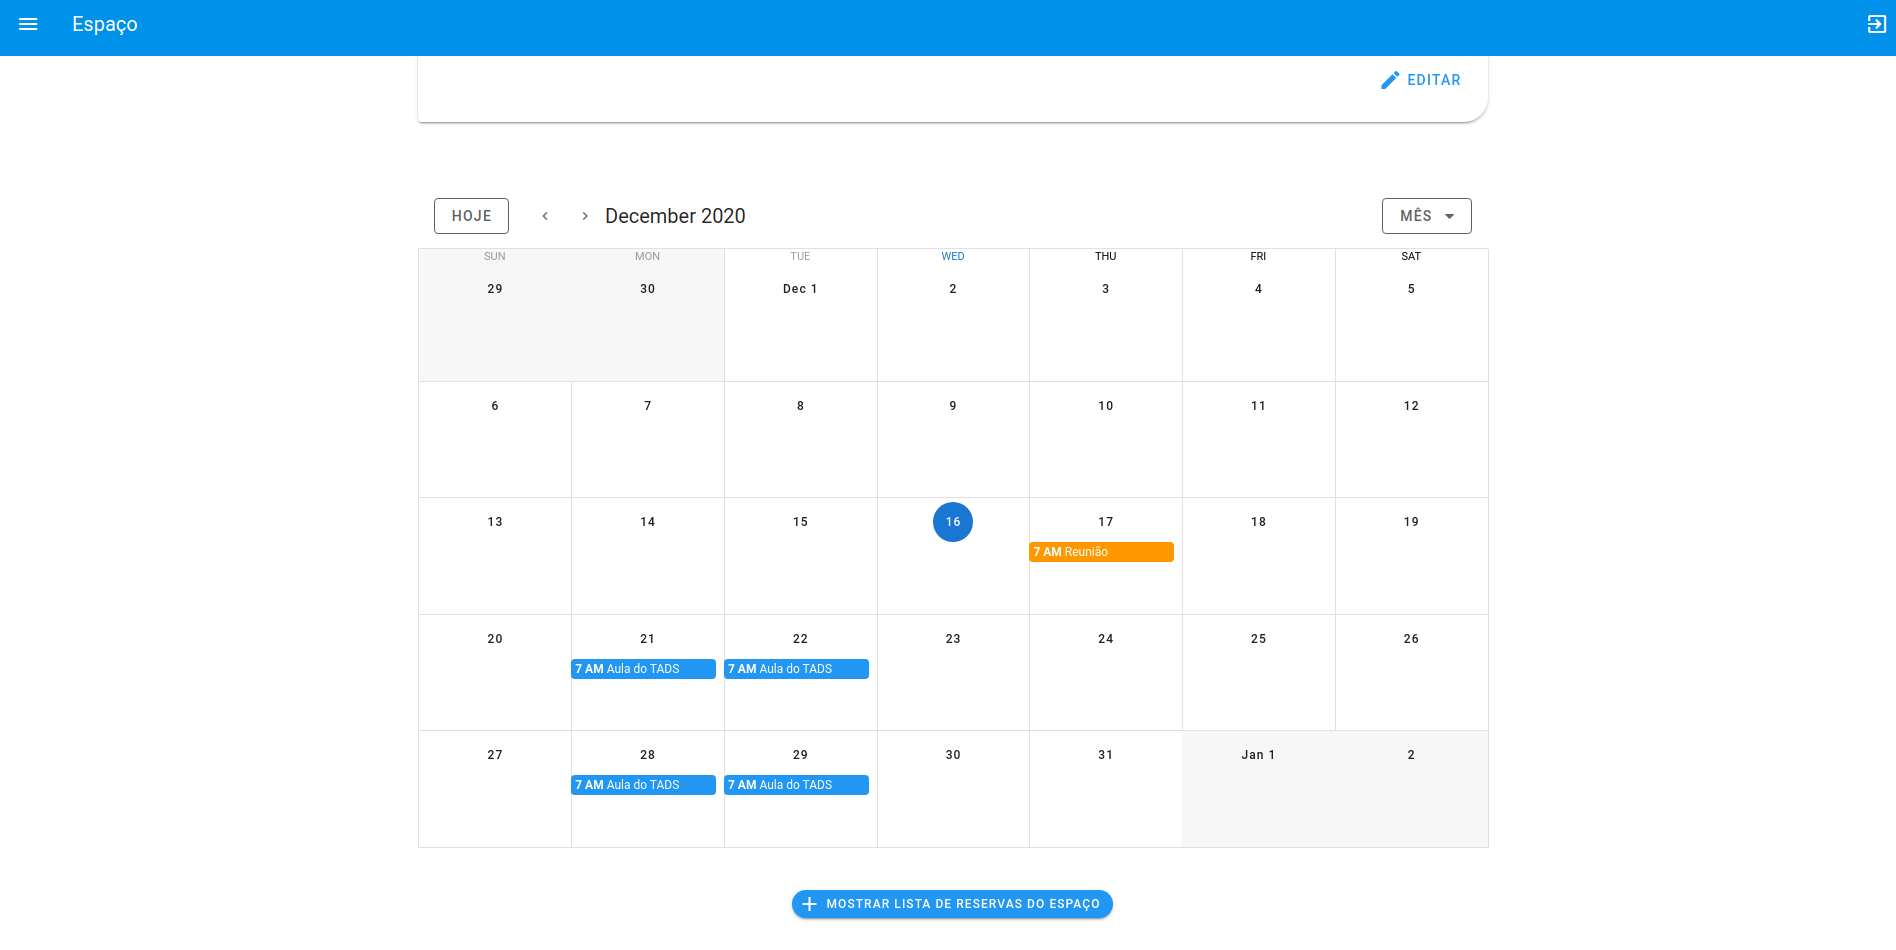 Espaço
EDITAR
HOJE December 2020 MÊS
SUN MON TUE WED THU FRI SAT
29 30 Dec 1 2 3 4 5
6 7 8 9 10 11 12
13 14 15 16 17 18 19
7 AM Reunião
20 21 22 23 24 25 26
7 AM Aula do TADS 7 AM Aula do TADS
27 28 29 30 31 Jan 1 2
7 AM Aula do TADS 7 AM Aula do TADS
MOSTRAR LISTA DE RESERVAS DO ESPAÇO